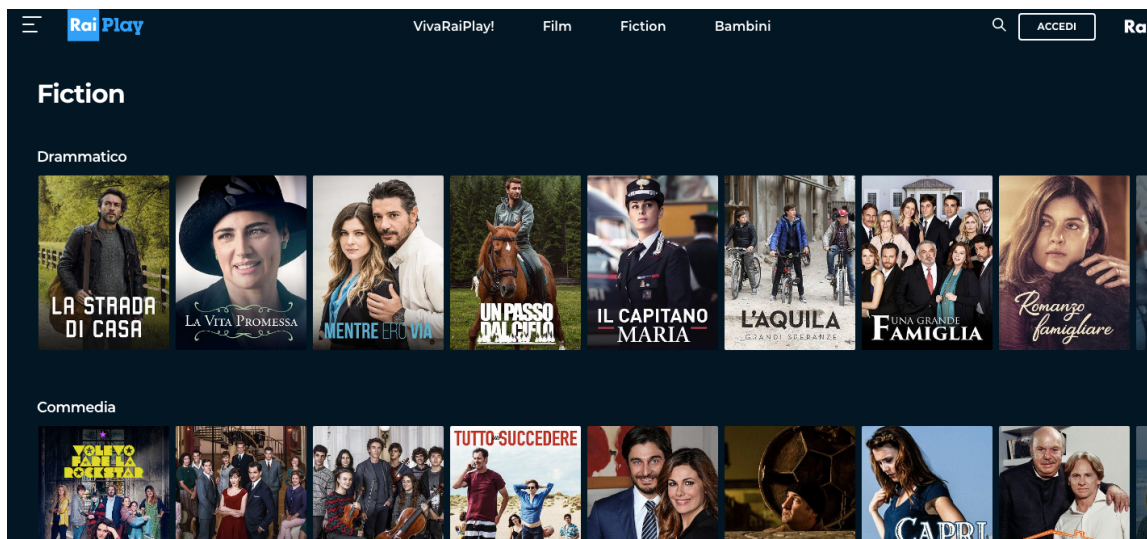 Rai Play
VivaRaiPlay!
Film
Fiction
Bambini
ACCEDI
Ra
Fiction
Drammatico
LA STRADA
DI CASA
LA VITA PROMESSA
MENTRE ERO VIA
UN PASSO
DAL CIELO
IL CAPITANO
MARIA
L'AQUILA
GRANDI SPERANZE
UNA GRANDE
FAMIGLIA
Romanzo
famigliare
Commedia
VOLEVO
FARE LA
ROCKSTAR
TUTTO può SUCCEDERE
CAPRI